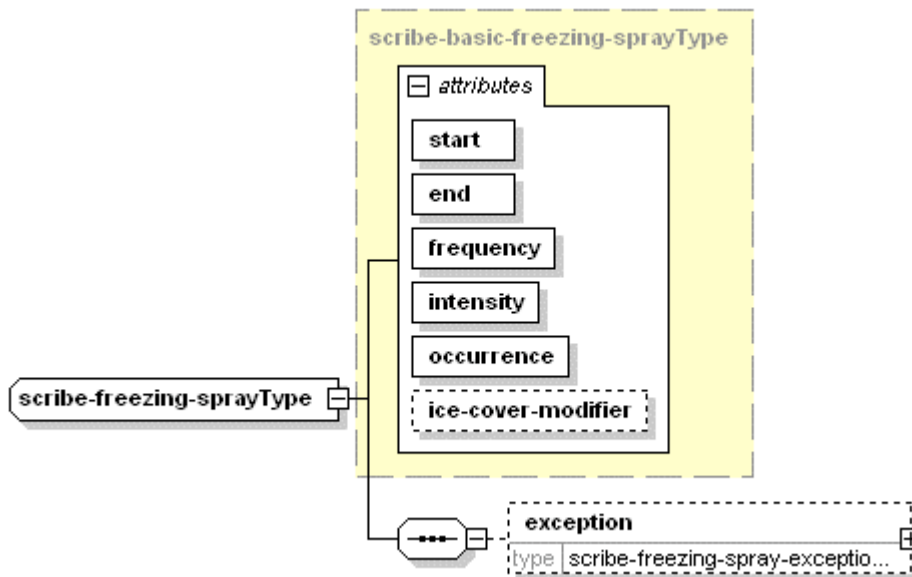 scribe-basic-freezing-sprayType
attributes
start
end
frequency
intensity
occurrence
ice-cover-modifier
scribe-freezing-sprayType
exception
type scribe-freezing-spray-exceptio...